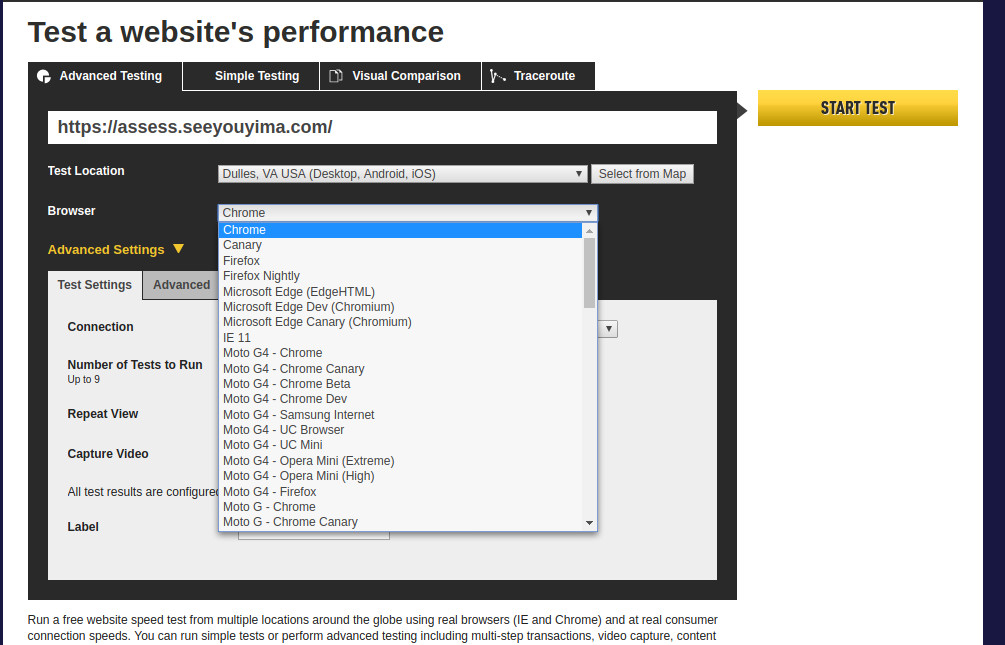 Test a website's performance
Advanced Testing
Simple Testing
Visual Comparison
Traceroute
https://assess.seeyouyima.com/
START TEST
Test Location
Dulles, VA USA (Desktop, Android, iOS)
Select from Map
Browser
Chrome
Chrome
Canary
Firefox
Firefox Nightly
Microsoft Edge (EdgeHTML)
Microsoft Edge Dev (Chromium)
Microsoft Edge Canary (Chromium)
IE 11
Moto G4 - Chrome
Moto G4 - Chrome Canary
Moto G4 - Chrome Beta
Moto G4 - Chrome Dev
Moto G4 - Samsung Internet
Moto G4 - UC Browser
Moto G4 - UC Mini
Moto G4 - Opera Mini (Extreme)
Moto G4 - Opera Mini (High)
Moto G4 - Firefox
Moto G - Chrome
Moto G - Chrome Canary
Advanced Settings
Test Settings
Advanced
Connection
Number of Tests to Run
Up to 9
Repeat View
Capture Video
All test results are configured
Label
Run a free website speed test from multiple locations around the globe using real browsers (IE and Chrome) and at real consumer
connection speeds. You can run simple tests or perform advanced testing including multi-step transactions, video capture, content